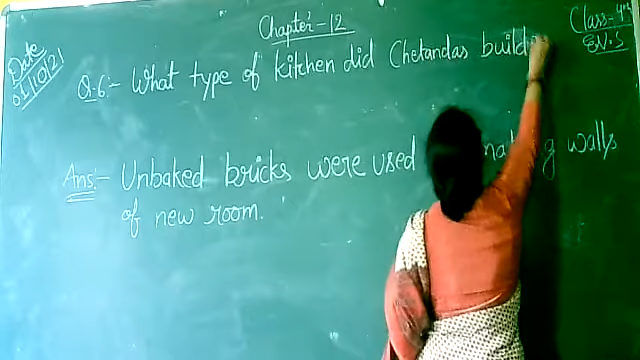 Chapter-12
Class-4th
E.V.S
Date
01/10/21
Q.6:- What type of kitchen did Chetandas build
Ans:- Unbaked bricks were used walls
of new room.